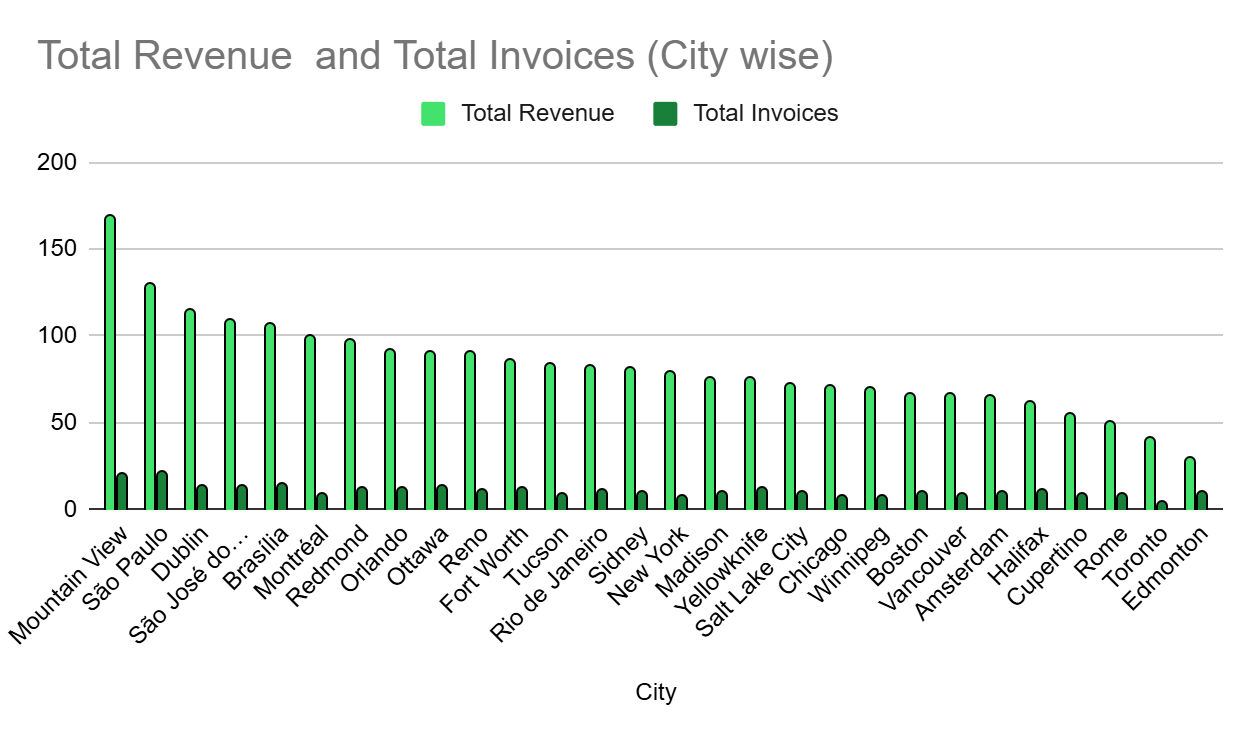 Total Revenue  and Total Invoices (City wise)
Total Revenue
Total Invoices
200
150
100
50
0
Mountain View
São Paulo
Dublin
São José do…
Brasília
Montréal
Redmond
Orlando
Ottawa
Reno
Fort Worth
Tucson
Rio de Janeiro
Sidney
New York
Madison
Yellowknife
Salt Lake City
Chicago
Winnipeg
Boston
Vancouver
Amsterdam
Halifax
Cupertino
Rome
Toronto
Edmonton
City